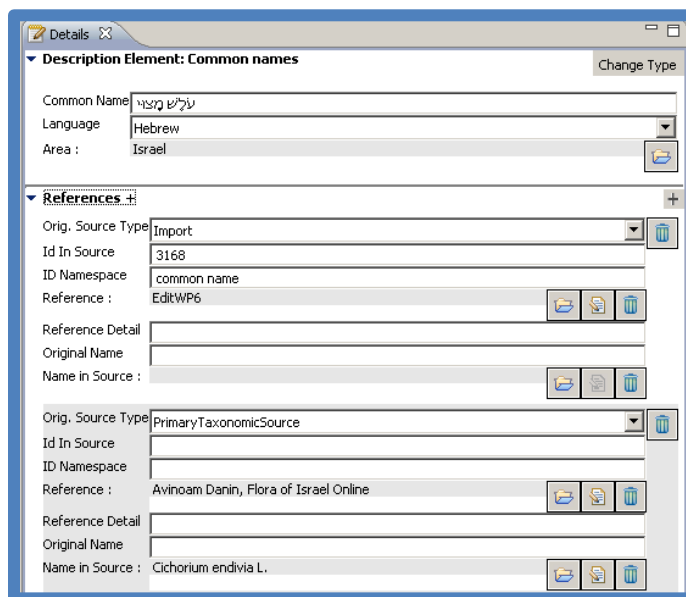 Details
Description Element: Common names
Change Type
Common Name עֹלֶשׁ מָצוּי
Language Hebrew
Area : Israel
References +
+
Orig. Source Type Import
Id In Source 3168
ID Namespace common name
Reference : EditWP6
Reference Detail
Original Name
Name in Source :
Orig. Source Type PrimaryTaxonomicSource
Id In Source
ID Namespace
Reference : Avinoam Danin, Flora of Israel Online
Reference Detail
Original Name
Name in Source : Cichorium endivia L.